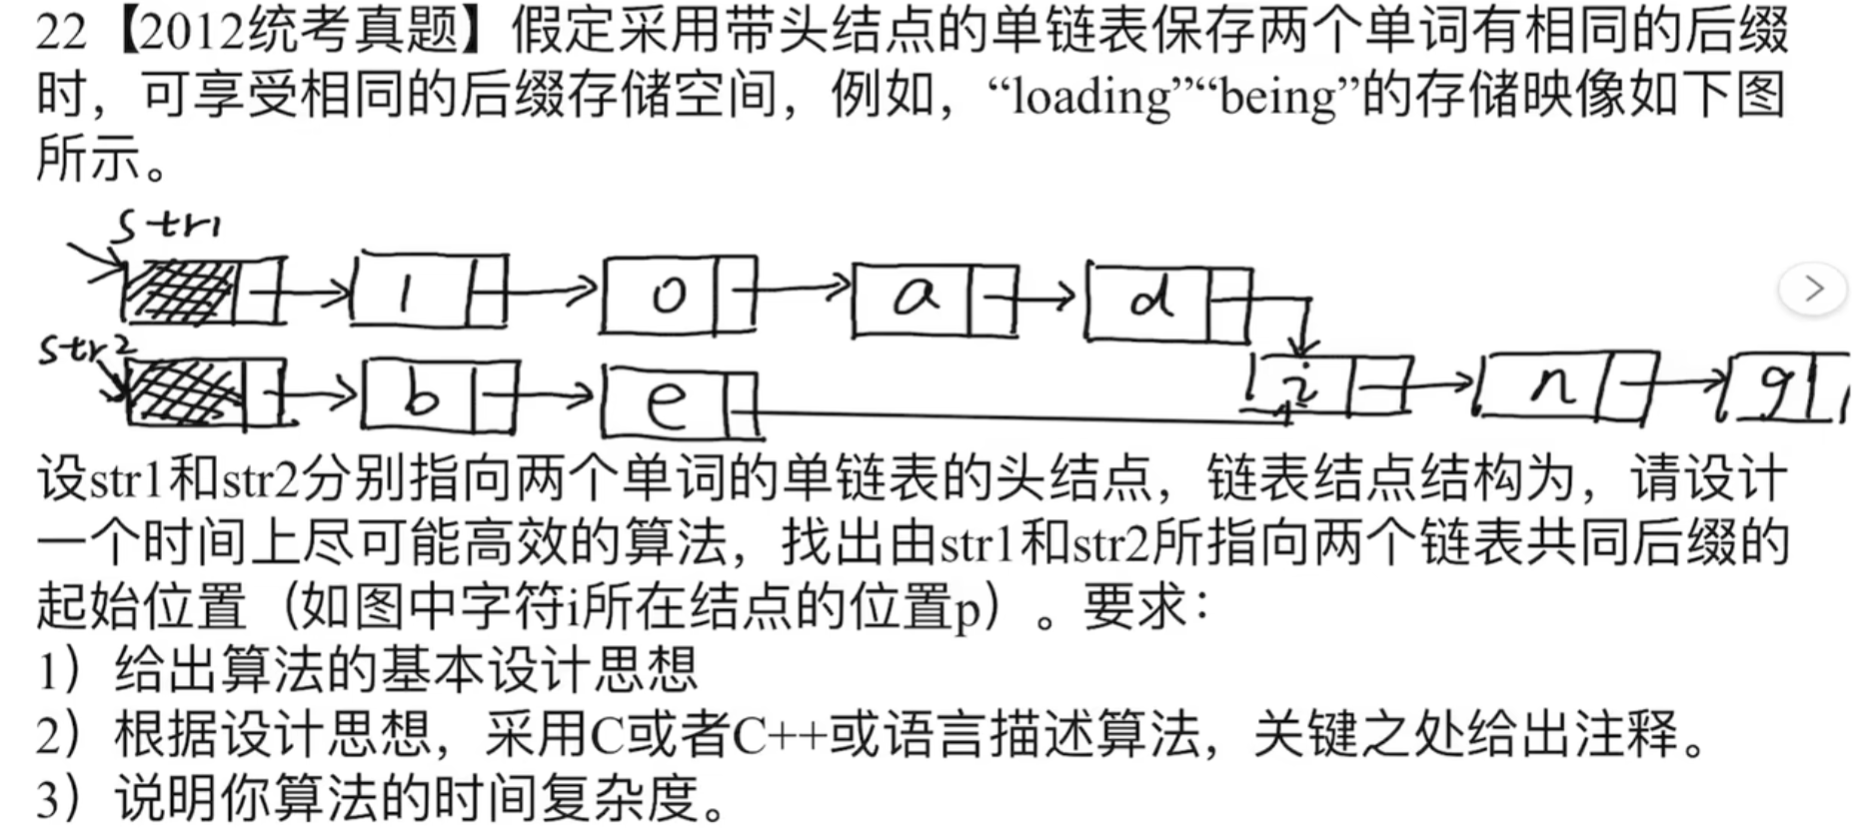 22【2012统考真题】假定采用带头结点的单链表保存两个单词有相同的后缀
时，可享受相同的后缀存储空间，例如，“loading”“being”的存储映像如下图
所示。
str1
l o a d
str2
b e i n g
设str1和str2分别指向两个单词的单链表的头结点，链表结点结构为，请设计
一个时间上尽可能高效的算法，找出由str1和str2所指向两个链表共同后缀的
起始位置（如图中字符i所在结点的位置p）。要求：
1）给出算法的基本设计思想
2）根据设计思想，采用C或者C++或语言描述算法，关键之处给出注释。
3）说明你算法的时间复杂度。